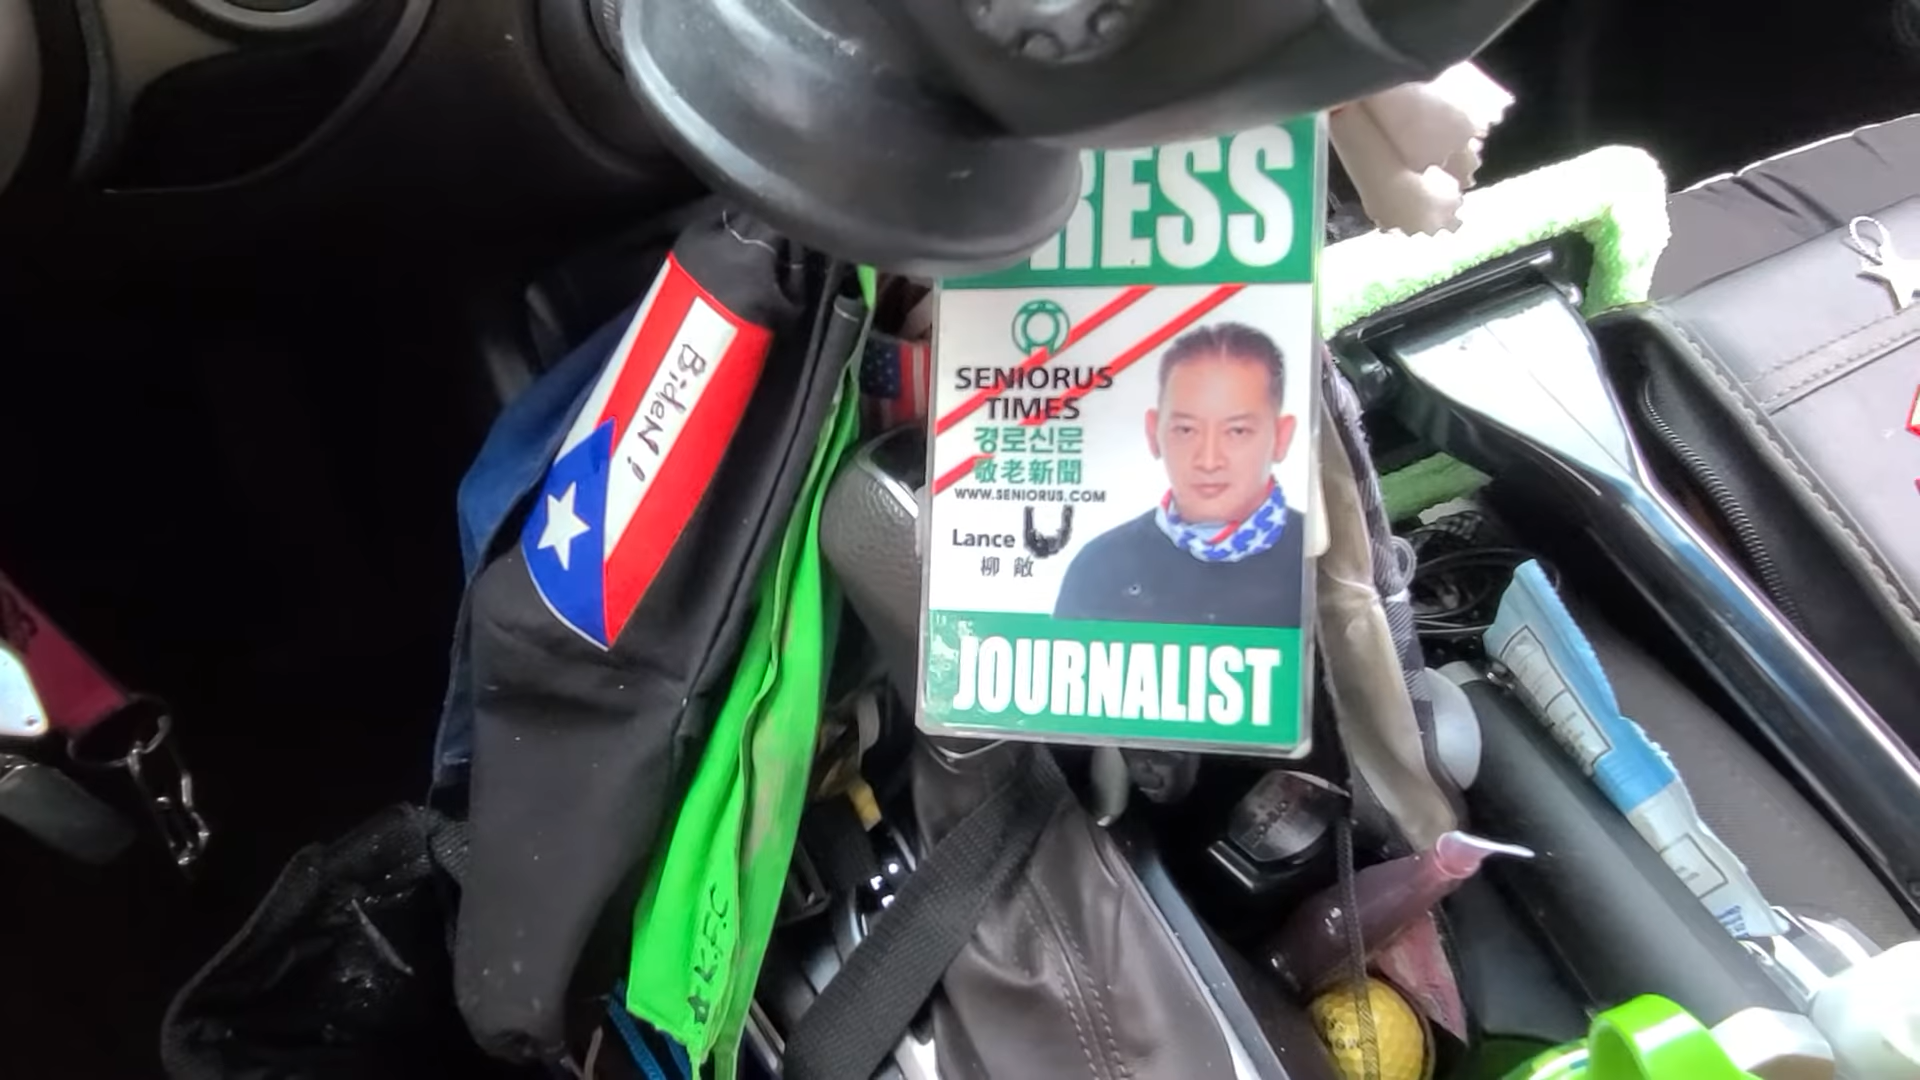 RESS
SENIORUS
TIMES
경로신문
敬老新聞
WWW.SENIORUS.COM
Lance
柳 敞
JOURNALIST
BideN!
K.F.C